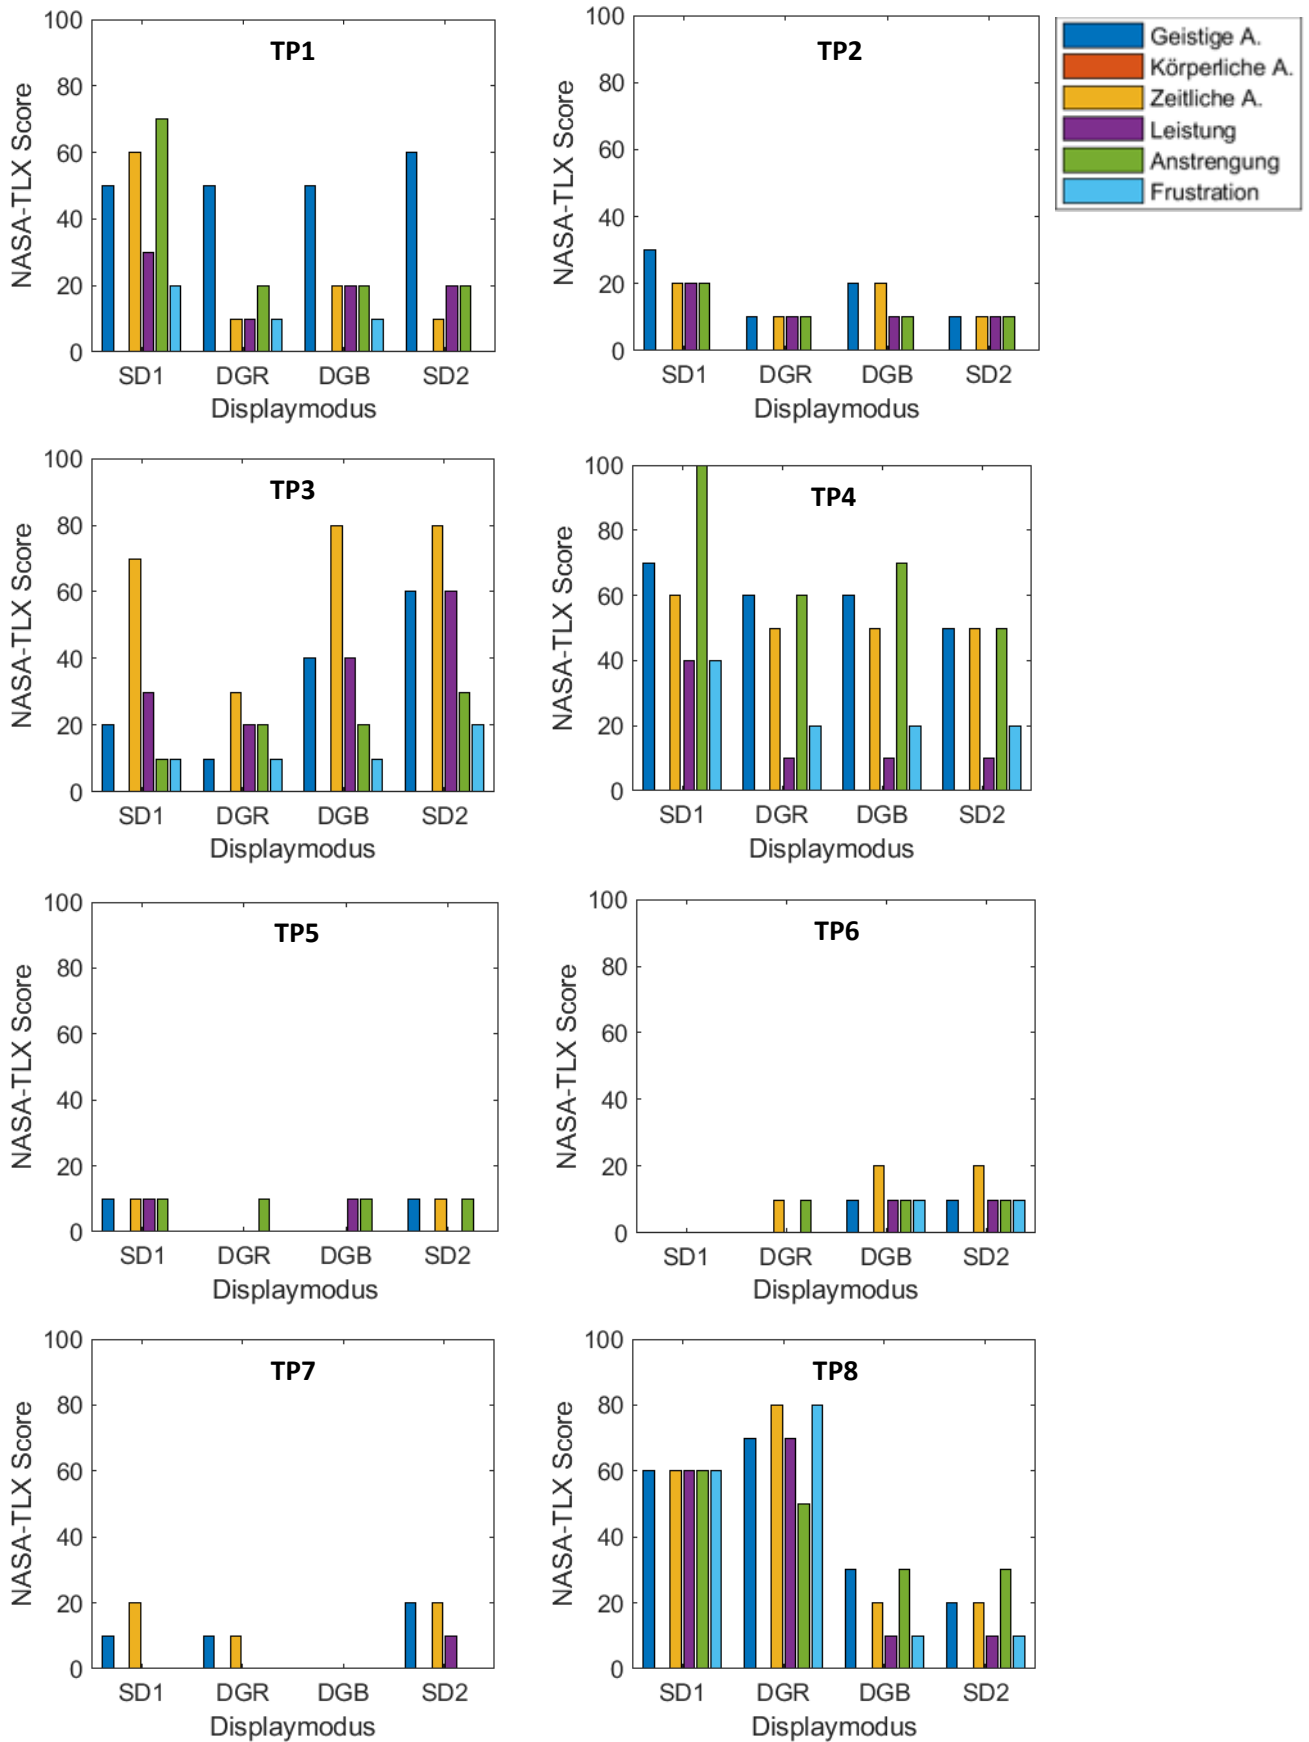 TP1
NASA-TLX Score
100
80
60
40
20
0
SD1 DGR DGB SD2
Displaymodus
TP2
NASA-TLX Score
100
80
60
40
20
0
SD1 DGR DGB SD2
Displaymodus
Geistige A.
Körperliche A.
Zeitliche A.
Leistung
Anstrengung
Frustration
TP3
NASA-TLX Score
100
80
60
40
20
0
SD1 DGR DGB SD2
Displaymodus
TP4
NASA-TLX Score
100
80
60
40
20
0
SD1 DGR DGB SD2
Displaymodus
TP5
NASA-TLX Score
100
80
60
40
20
0
SD1 DGR DGB SD2
Displaymodus
TP6
NASA-TLX Score
100
80
60
40
20
0
SD1 DGR DGB SD2
Displaymodus
TP7
NASA-TLX Score
100
80
60
40
20
0
SD1 DGR DGB SD2
Displaymodus
TP8
NASA-TLX Score
100
80
60
40
20
0
SD1 DGR DGB SD2
Displaymodus